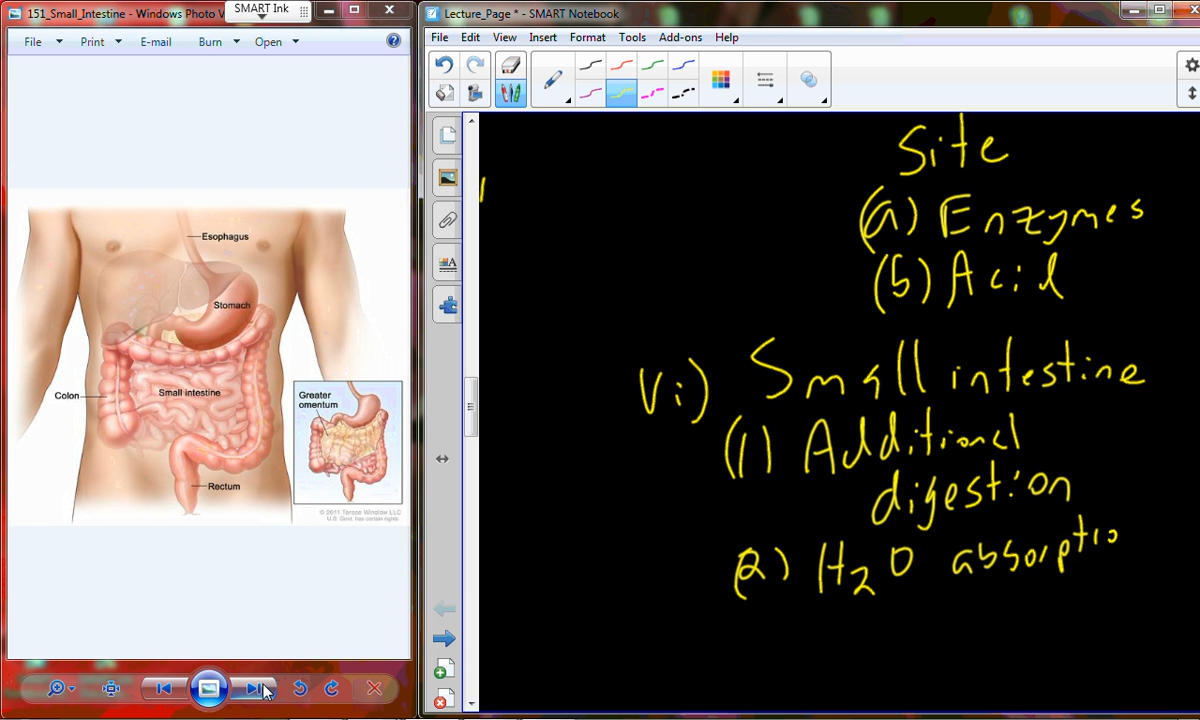 151_Small_Intestine - Windows Photo V
SMART Ink
File
Print
E-mail
Burn
Open
Esophagus
Stomach
Colon
Small intestine
Greater
omentum
Rectum
© 2011 Terese Winslow LLC
U.S. Govt. has certain rights
Lecture_Page * - SMART Notebook
File Edit View Insert Format Tools Add-ons Help
Site
(a) Enzymes
(b) Acid
Vi) Small intestine
(1) Additional
digestion
(2) H2O absorptio